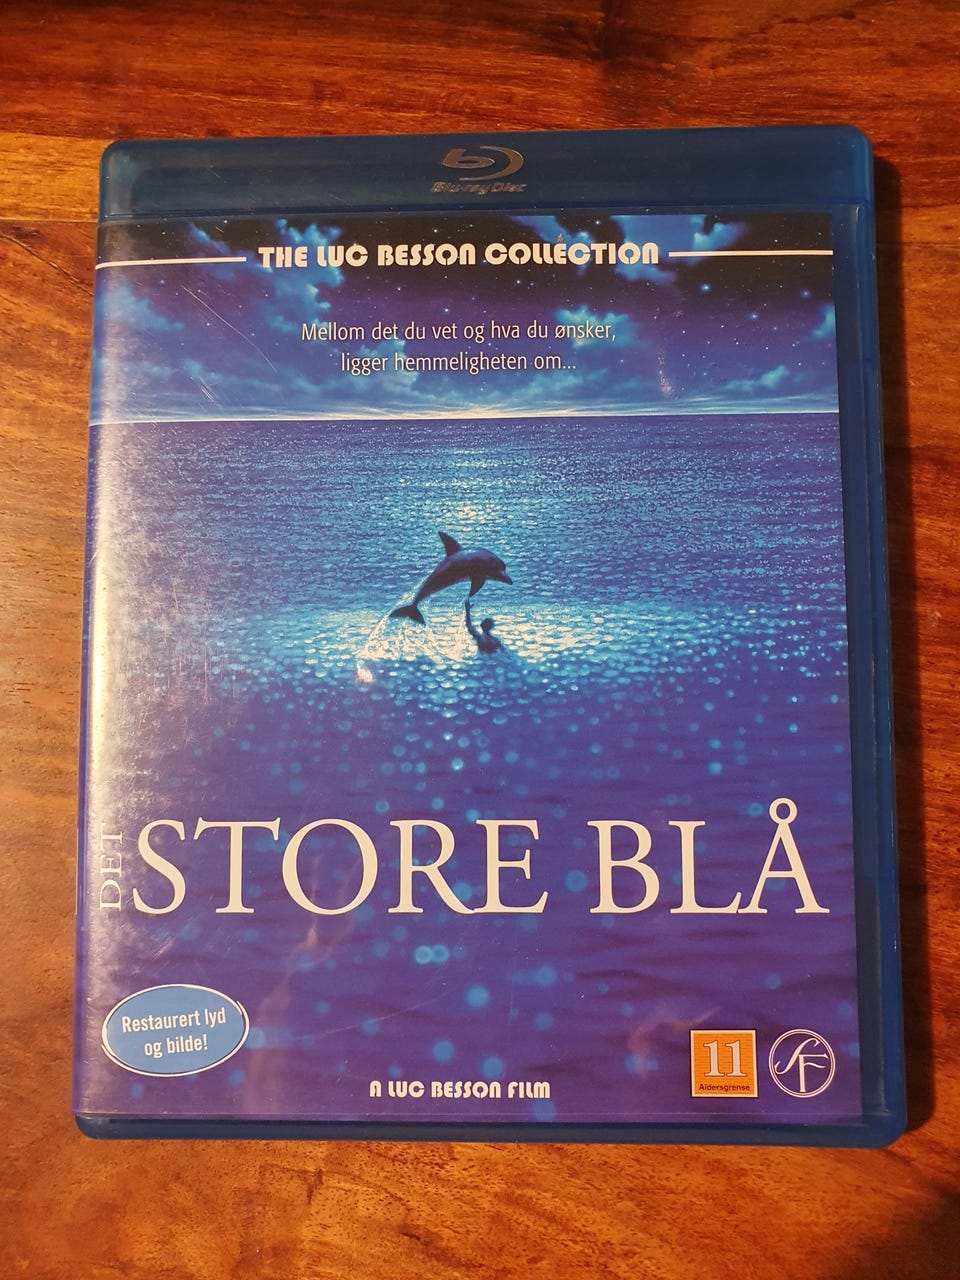 Blu-ray Disc
THE LUC BESSON COLLECTION
Mellom det du vet og hva du ønsker,
ligger hemmeligheten om...
DET STORE BLÅ
Restaurert lyd
og bilde!
A LUC BESSON FILM
11
Aldersgrense
SF